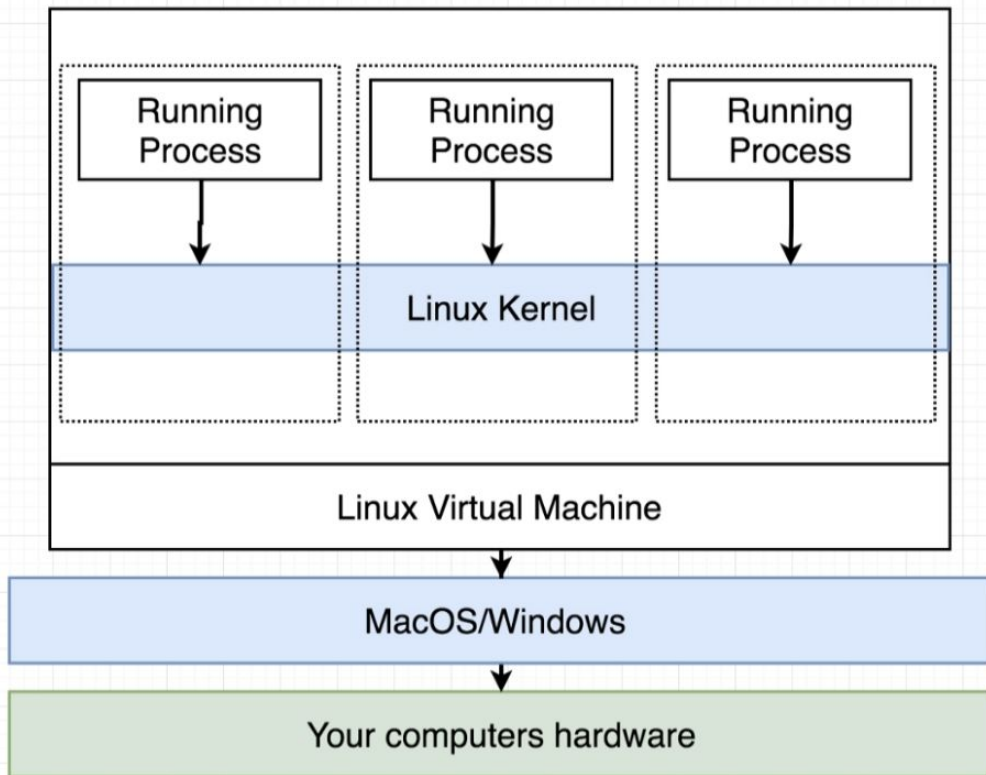 Running Running Running
Process Process Process
Linux Kernel
Linux Virtual Machine
MacOS/Windows
Your computers hardware